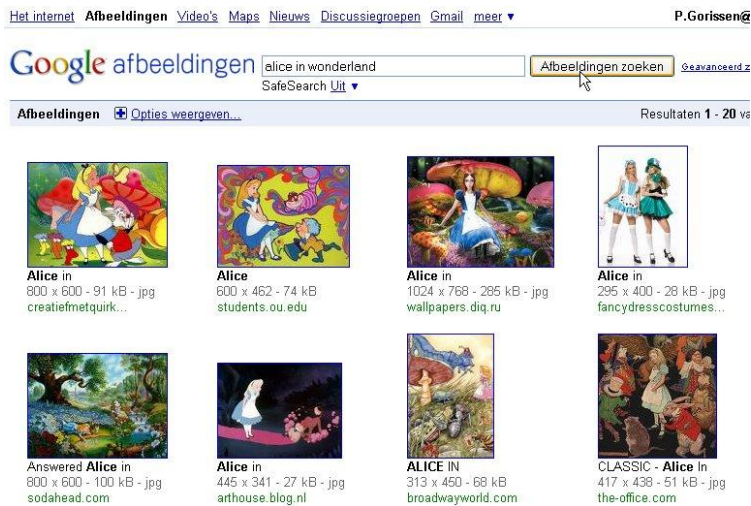 Het internet Afbeeldingen Video's Maps Nieuws Discussiegroepen Gmail meer ▼ P.Gorissen@
Google afbeeldingen alice in wonderland Afbeeldingen zoeken Geavanceerd z
SafeSearch Uit ▼
Afbeeldingen Opties weergeven... Resultaten 1 - 20 va
Alice in Alice Alice in Alice in
800 x 600 - 91 kB - jpg 600 x 462 - 74 kB 1024 x 768 - 285 kB - jpg 295 x 400 - 28 kB - jpg
creatiefmetquirk... students.ou.edu wallpapers.diq.ru fancydresscostumes...
Answered Alice in Alice in ALICE IN CLASSIC - Alice In
800 x 600 - 100 kB - jpg 445 x 341 - 27 kB - jpg 313 x 450 - 68 kB 417 x 438 - 51 kB - jpg
sodahead.com arthouse.blog.nl broadwayworld.com the-office.com